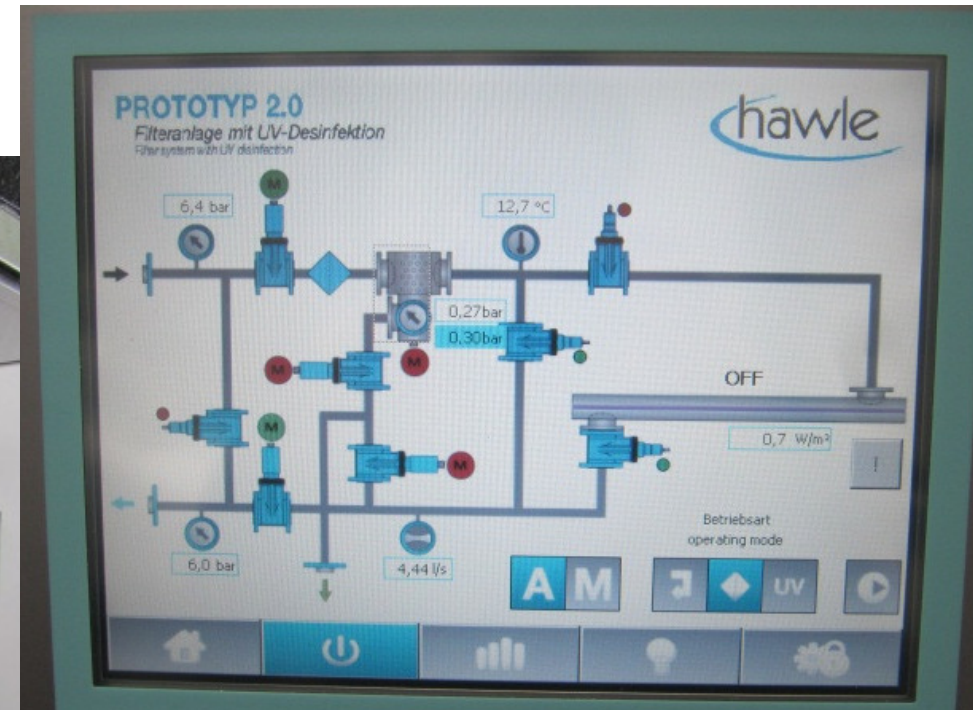 PROTOTYP 2.0
Filteranlage mit UV-Desinfektion
Filter system with UV disinfection
hawle
M
6,4 bar
12,7 °C
0,27bar
0,30bar
M
M
OFF
M
0,7 W/m²
!
M
Betriebsart
operating mode
6,0 bar
4,44 l/s
A M
UV